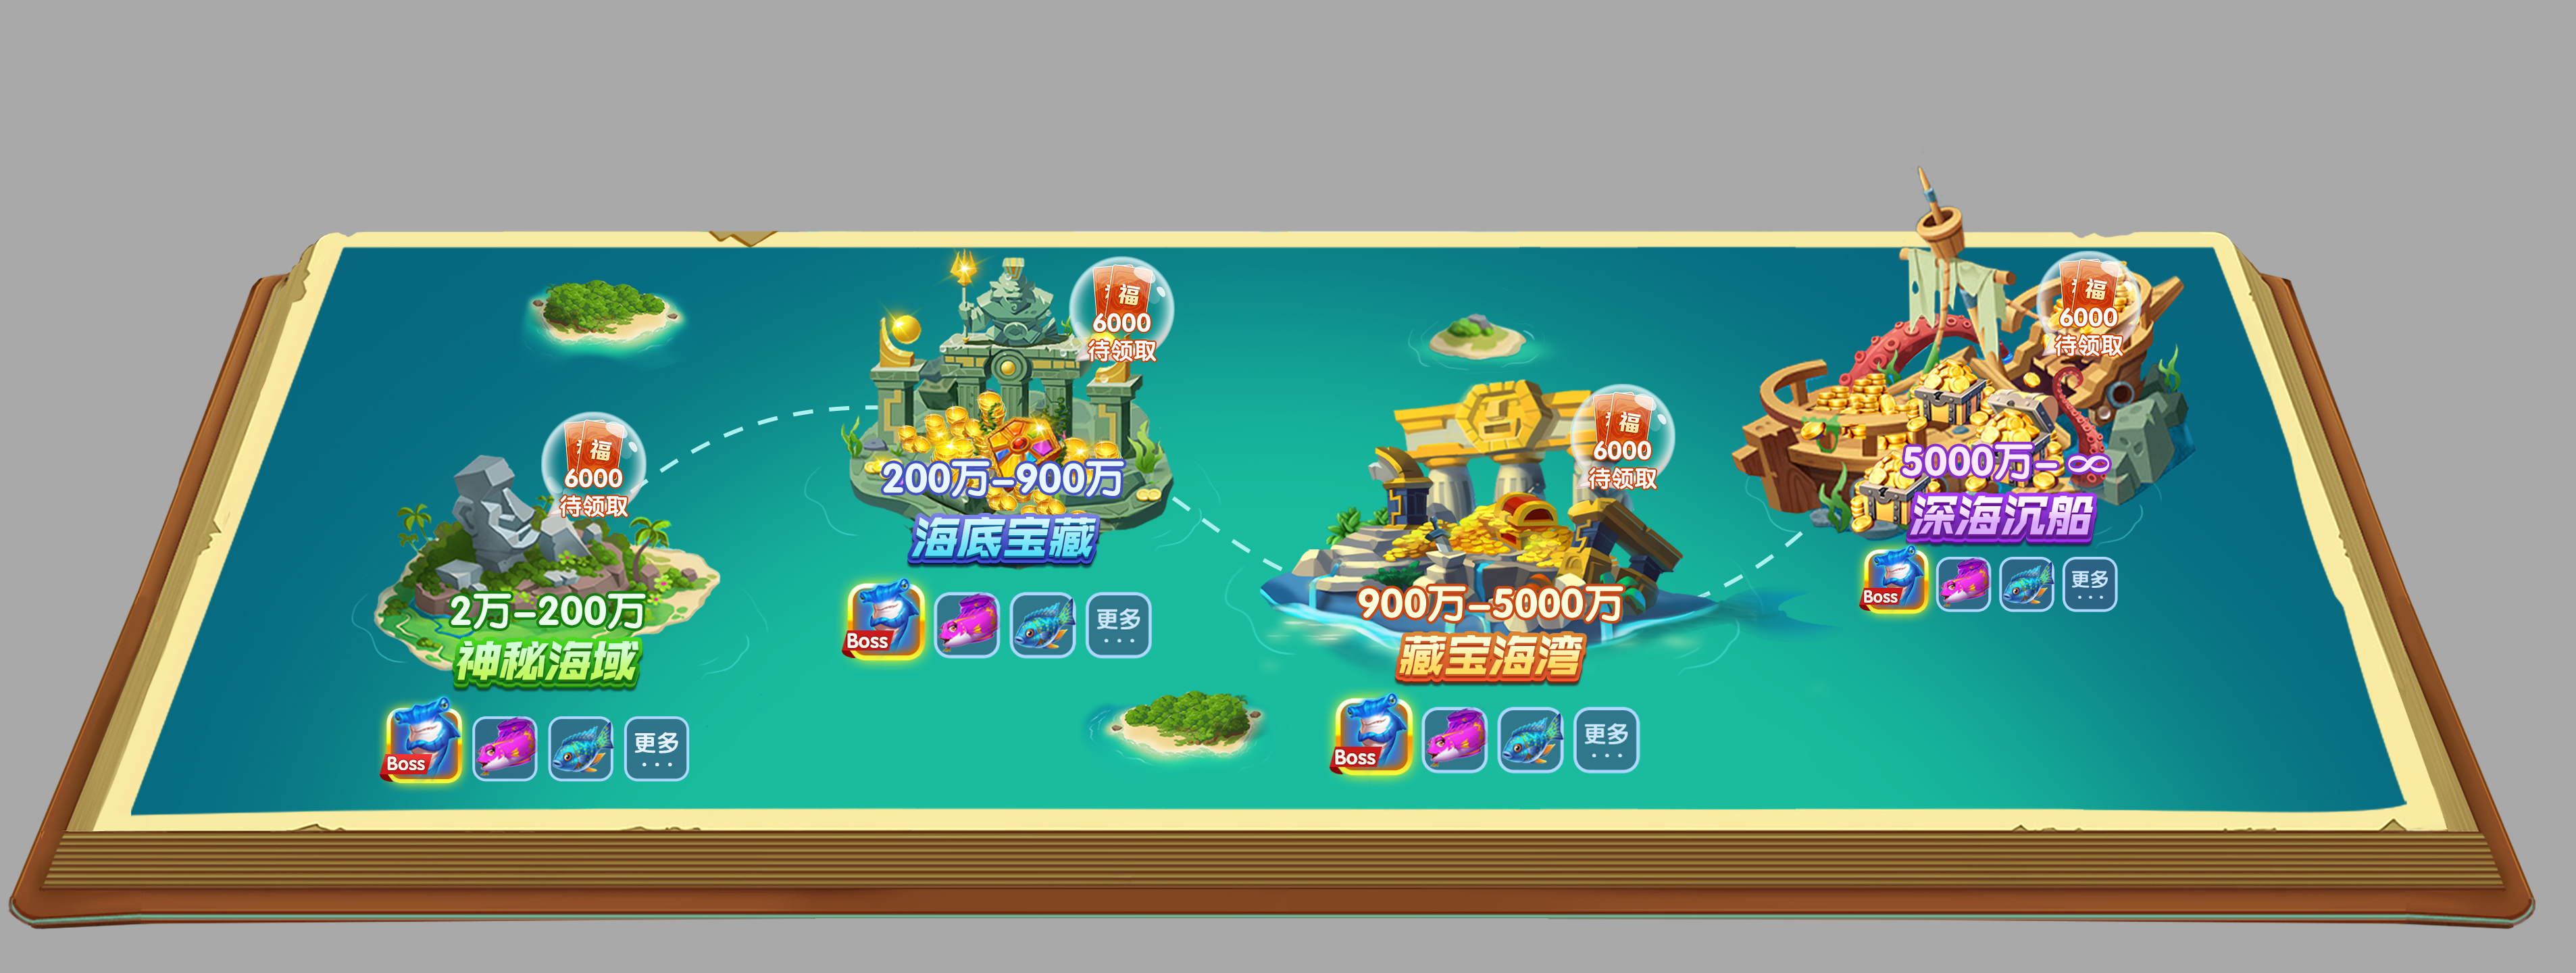 福
6000
待领取
2万-200万
神秘海域
Boss
更多
...
福
6000
待领取
200万-900万
海底宝藏
Boss
更多
...
福
6000
待领取
900万-5000万
藏宝海湾
Boss
更多
...
福
6000
待领取
5000万-∞
深海沉船
Boss
更多
...